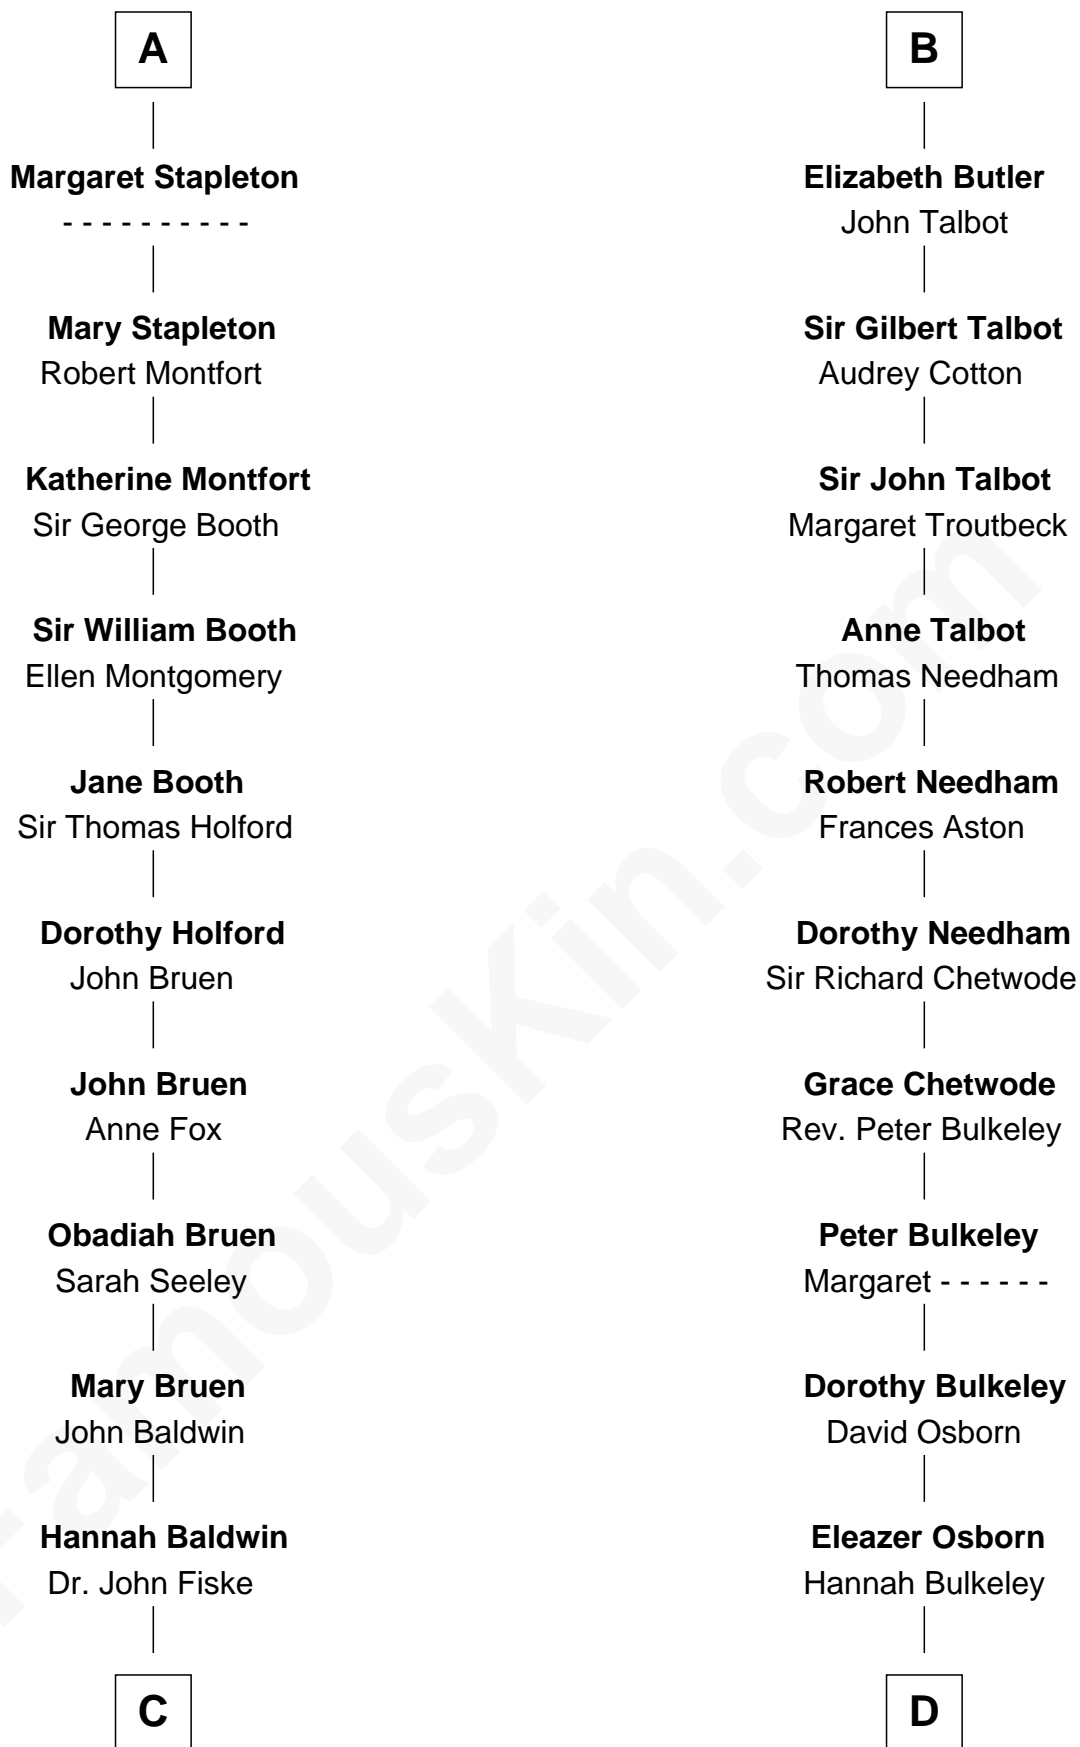 A
Margaret Stapleton
- - - - - - - - - -
Mary Stapleton
Robert Montfort
Katherine Montfort
Sir George Booth
Sir William Booth
Ellen Montgomery
Jane Booth
Sir Thomas Holford
Dorothy Holford
John Bruen
John Bruen
Anne Fox
Obadiah Bruen
Sarah Seeley
Mary Bruen
John Baldwin
Hannah Baldwin
Dr. John Fiske
C
B
Elizabeth Butler
John Talbot
Sir Gilbert Talbot
Audrey Cotton
Sir John Talbot
Margaret Troutbeck
Anne Talbot
Thomas Needham
Robert Needham
Frances Aston
Dorothy Needham
Sir Richard Chetwode
Grace Chetwode
Rev. Peter Bulkeley
Peter Bulkeley
Margaret - - - - - -
Dorothy Bulkeley
David Osborn
Eleazer Osborn
Hannah Bulkeley
D
FamousKin.com